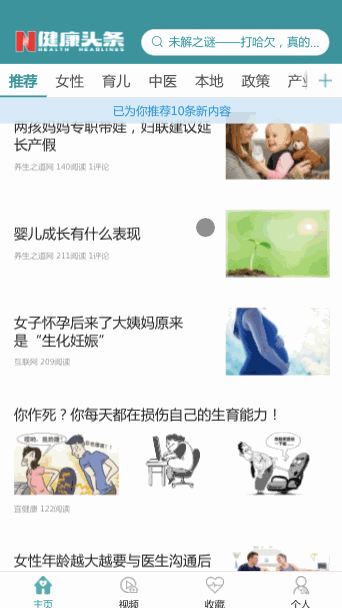 健康头条
HEALTH HEADLINES
未解之谜——打哈欠，真的...
推荐 女性 育儿 中医 本地 政策
已为你推荐10条新内容
两孩妈妈专职带娃，妇联建议延
长产假
养生之道网 140阅读 1评论
婴儿成长有什么表现
养生之道网 211阅读 1评论
女子怀孕后来了大姨妈原来
是“生化妊娠”
互联网 209阅读
你作死？你每天都在损伤自己的生育能力！
宫健康 122阅读
女性年龄越大越要与医生沟通后
主页 视频 收藏 个人